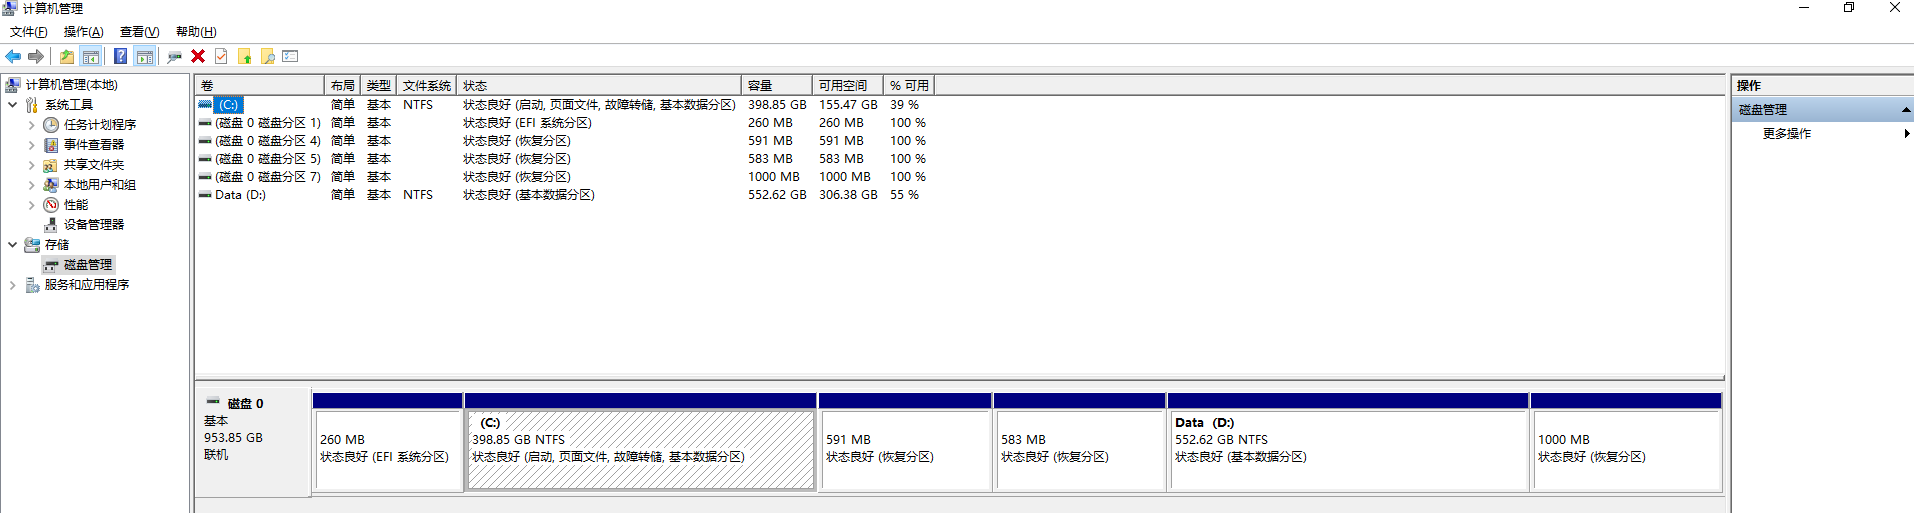 计算机管理
文件(F) 操作(A) 查看(V) 帮助(H)
计算机管理(本地)
系统工具
任务计划程序
事件查看器
共享文件夹
本地用户和组
性能
设备管理器
存储
磁盘管理
服务和应用程序
卷 布局 类型 文件系统 状态 容量 可用空间 % 可用
(C:) 简单 基本 NTFS 状态良好 (启动, 页面文件, 故障转储, 基本数据分区) 398.85 GB 155.47 GB 39 %
(磁盘 0 磁盘分区 1) 简单 基本 状态良好 (EFI 系统分区) 260 MB 260 MB 100 %
(磁盘 0 磁盘分区 4) 简单 基本 状态良好 (恢复分区) 591 MB 591 MB 100 %
(磁盘 0 磁盘分区 5) 简单 基本 状态良好 (恢复分区) 583 MB 583 MB 100 %
(磁盘 0 磁盘分区 7) 简单 基本 状态良好 (恢复分区) 1000 MB 1000 MB 100 %
Data (D:) 简单 基本 NTFS 状态良好 (基本数据分区) 552.62 GB 306.38 GB 55 %
磁盘 0
基本
953.85 GB
联机
260 MB
状态良好 (EFI 系统分区)
(C:)
398.85 GB NTFS
状态良好 (启动, 页面文件, 故障转储, 基本数据分区)
591 MB
状态良好 (恢复分区)
583 MB
状态良好 (恢复分区)
Data (D:)
552.62 GB NTFS
状态良好 (基本数据分区)
1000 MB
状态良好 (恢复分区)
操作
磁盘管理
更多操作